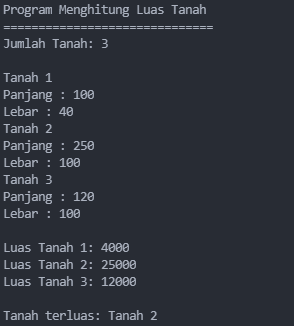 Program Menghitung Luas Tanah
==============================
Jumlah Tanah: 3

Tanah 1
Panjang : 100
Lebar : 40
Tanah 2
Panjang : 250
Lebar : 100
Tanah 3
Panjang : 120
Lebar : 100

Luas Tanah 1: 4000
Luas Tanah 2: 25000
Luas Tanah 3: 12000

Tanah terluas: Tanah 2